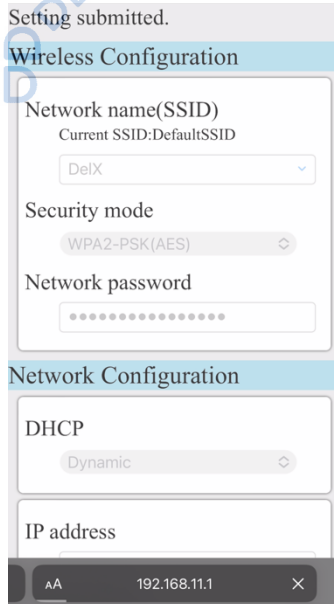 Setting submitted.
Wireless Configuration
Network name(SSID)
Current SSID:DefaultSSID
DelX
Security mode
WPA2-PSK(AES)
Network password
••••••••••••••••
Network Configuration
DHCP
Dynamic
IP address
AA 192.168.11.1 ×